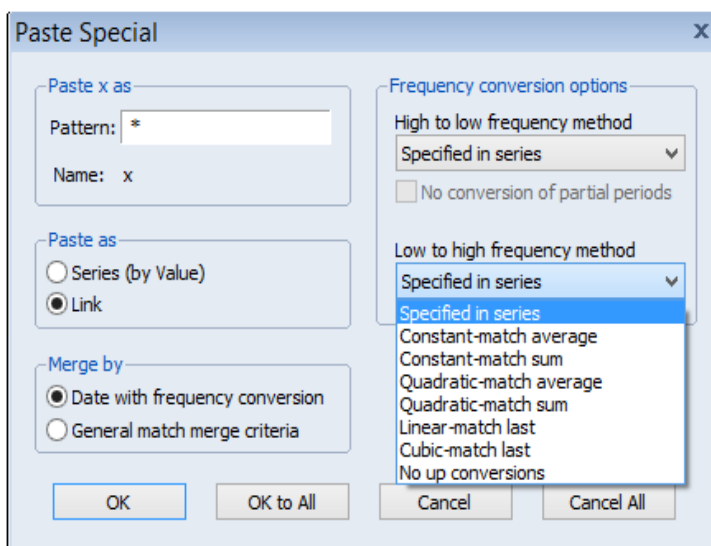 Paste Special
x
Paste x as
Pattern: *
Name: x
Paste as
Series (by Value)
Link
Merge by
Date with frequency conversion
General match merge criteria
Frequency conversion options
High to low frequency method
Specified in series
No conversion of partial periods
Low to high frequency method
Specified in series
Specified in series
Constant-match average
Constant-match sum
Quadratic-match average
Quadratic-match sum
Linear-match last
Cubic-match last
No up conversions
OK
OK to All
Cancel
Cancel All